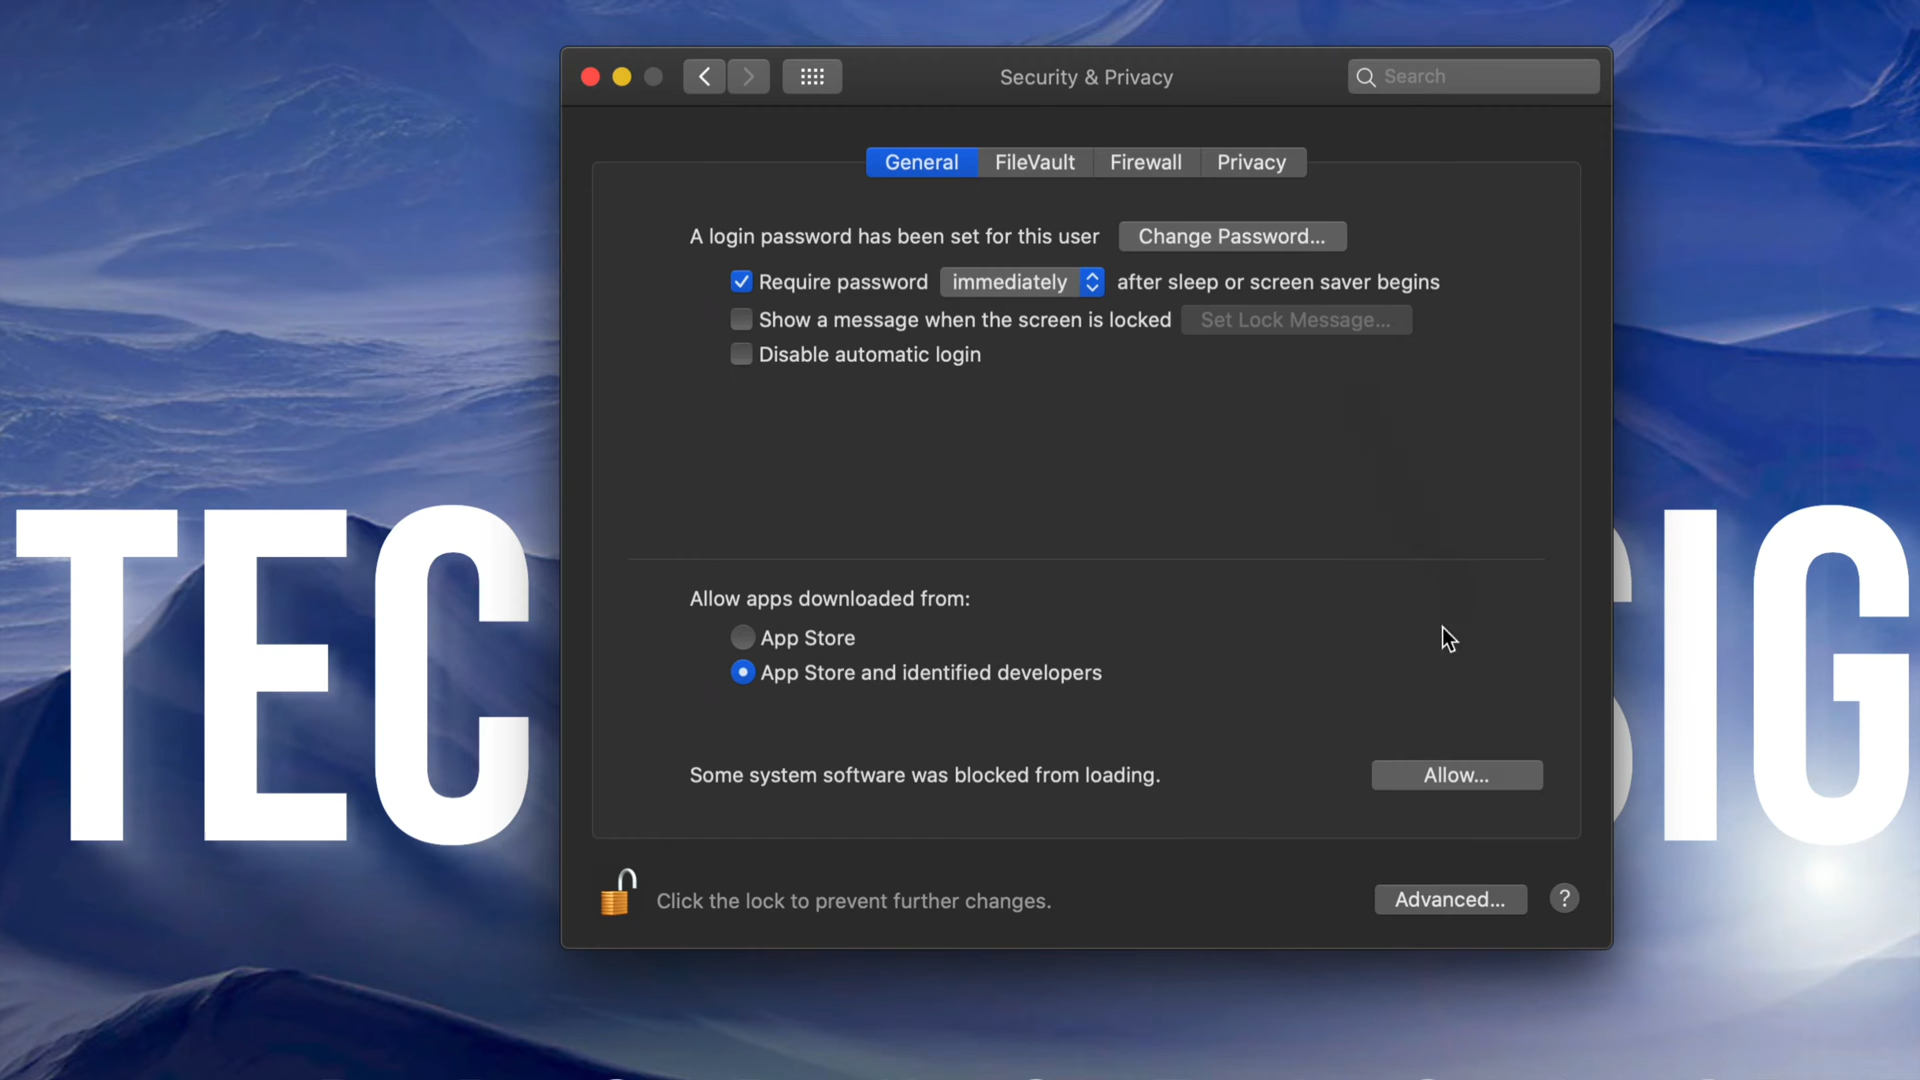 Security & Privacy
Search
General
FileVault
Firewall
Privacy
A login password has been set for this user
Change Password...
Require password immediately after sleep or screen saver begins
Show a message when the screen is locked
Set Lock Message...
Disable automatic login
Allow apps downloaded from:
App Store
App Store and identified developers
Some system software was blocked from loading.
Allow...
Click the lock to prevent further changes.
Advanced...
?
TEC
SIG